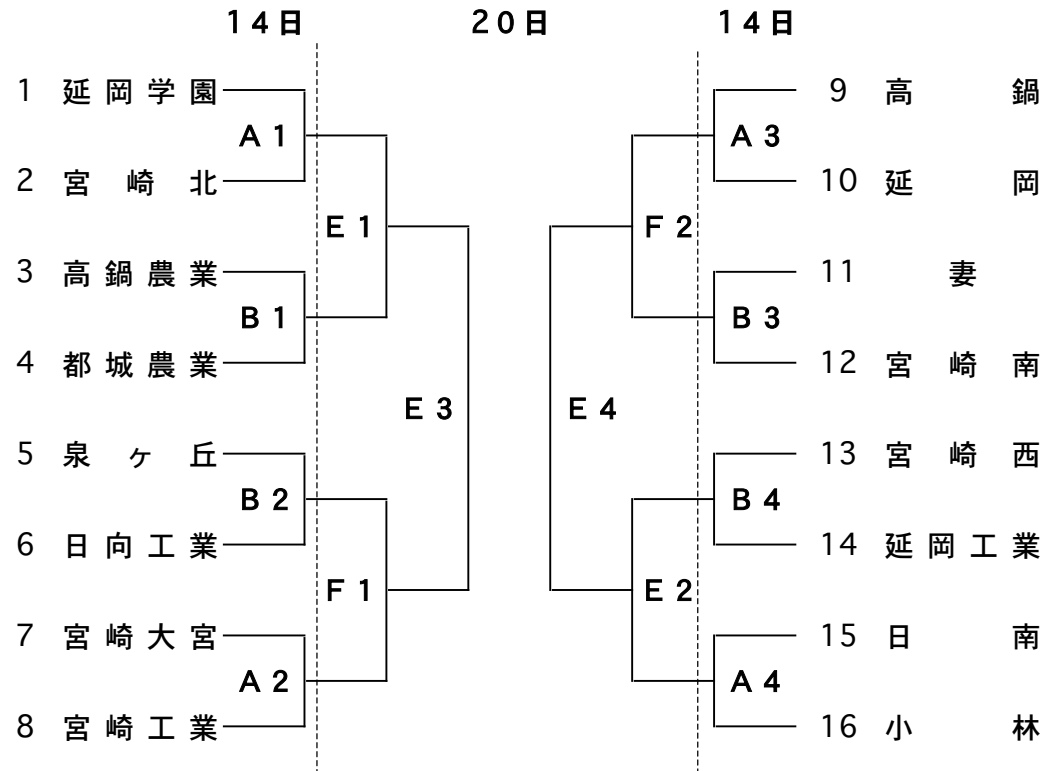 14日 20日 14日
1 延岡学園 9 高鍋
A1 A3
2 宮崎北 10 延岡
E1 F2
3 高鍋農業 11 妻
B1 B3
4 都城農業 12 宮崎南
E3 E4
5 泉ヶ丘 13 宮崎西
B2 B4
6 日向工業 14 延岡工業
F1 E2
7 宮崎大宮 15 日南
A2 A4
8 宮崎工業 16 小林